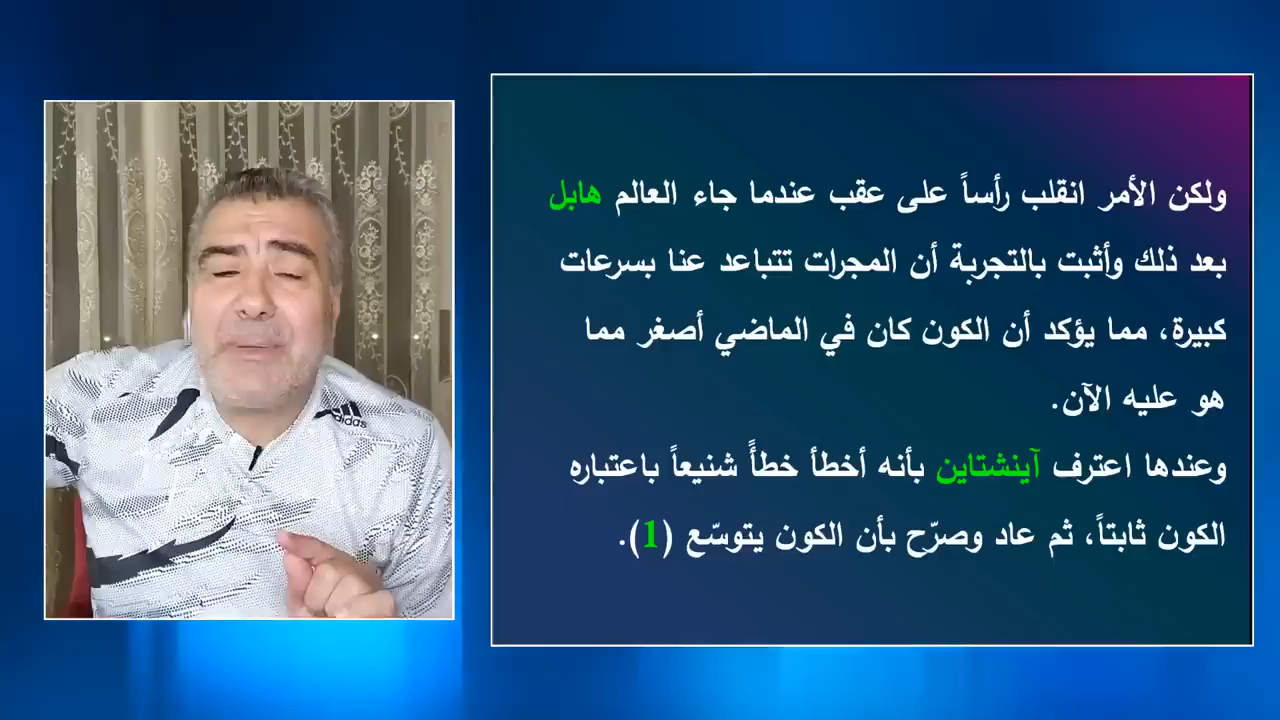 ولكن الأمر انقلب رأساً على عقب عندما جاء العالم هابل
بعد ذلك وأثبت بالتجربة أن المجرات تتباعد عنا بسرعات
كبيرة، مما يؤكد أن الكون كان في الماضي أصغر مما
هو عليه الآن.
وعندها اعترف آينشتاين بأنه أخطأ خطأً شنيعاً باعتباره
الكون ثابتاً، ثم عاد وصرّح بأن الكون يتوسّع (1).
adidas